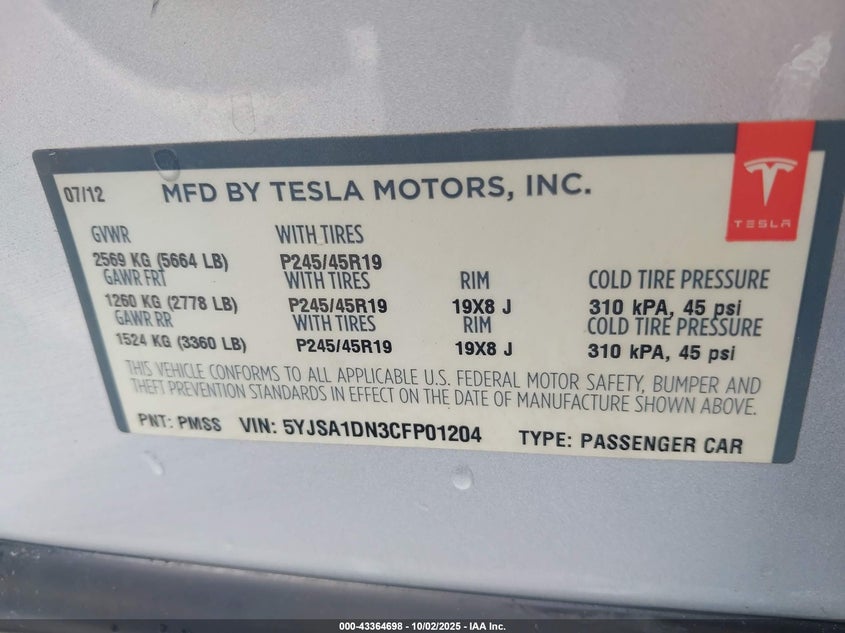 07/12 MFD BY TESLA MOTORS, INC.
TESLA
GVWR WITH TIRES
2569 KG (5664 LB) P245/45R19
GAWR FRT WITH TIRES RIM COLD TIRE PRESSURE
1260 KG (2778 LB) P245/45R19 19X8 J 310 kPA, 45 psi
GAWR RR WITH TIRES RIM COLD TIRE PRESSURE
1524 KG (3360 LB) P245/45R19 19X8 J 310 kPA, 45 psi
THIS VEHICLE CONFORMS TO ALL APPLICABLE U.S. FEDERAL MOTOR SAFETY, BUMPER AND
THEFT PREVENTION STANDARDS IN EFFECT ON THE DATE OF MANUFACTURE SHOWN ABOVE.
PNT: PMSS VIN: 5YJSA1DN3CFP01204 TYPE: PASSENGER CAR
000-43364698 - 10/02/2025 - IAA Inc.